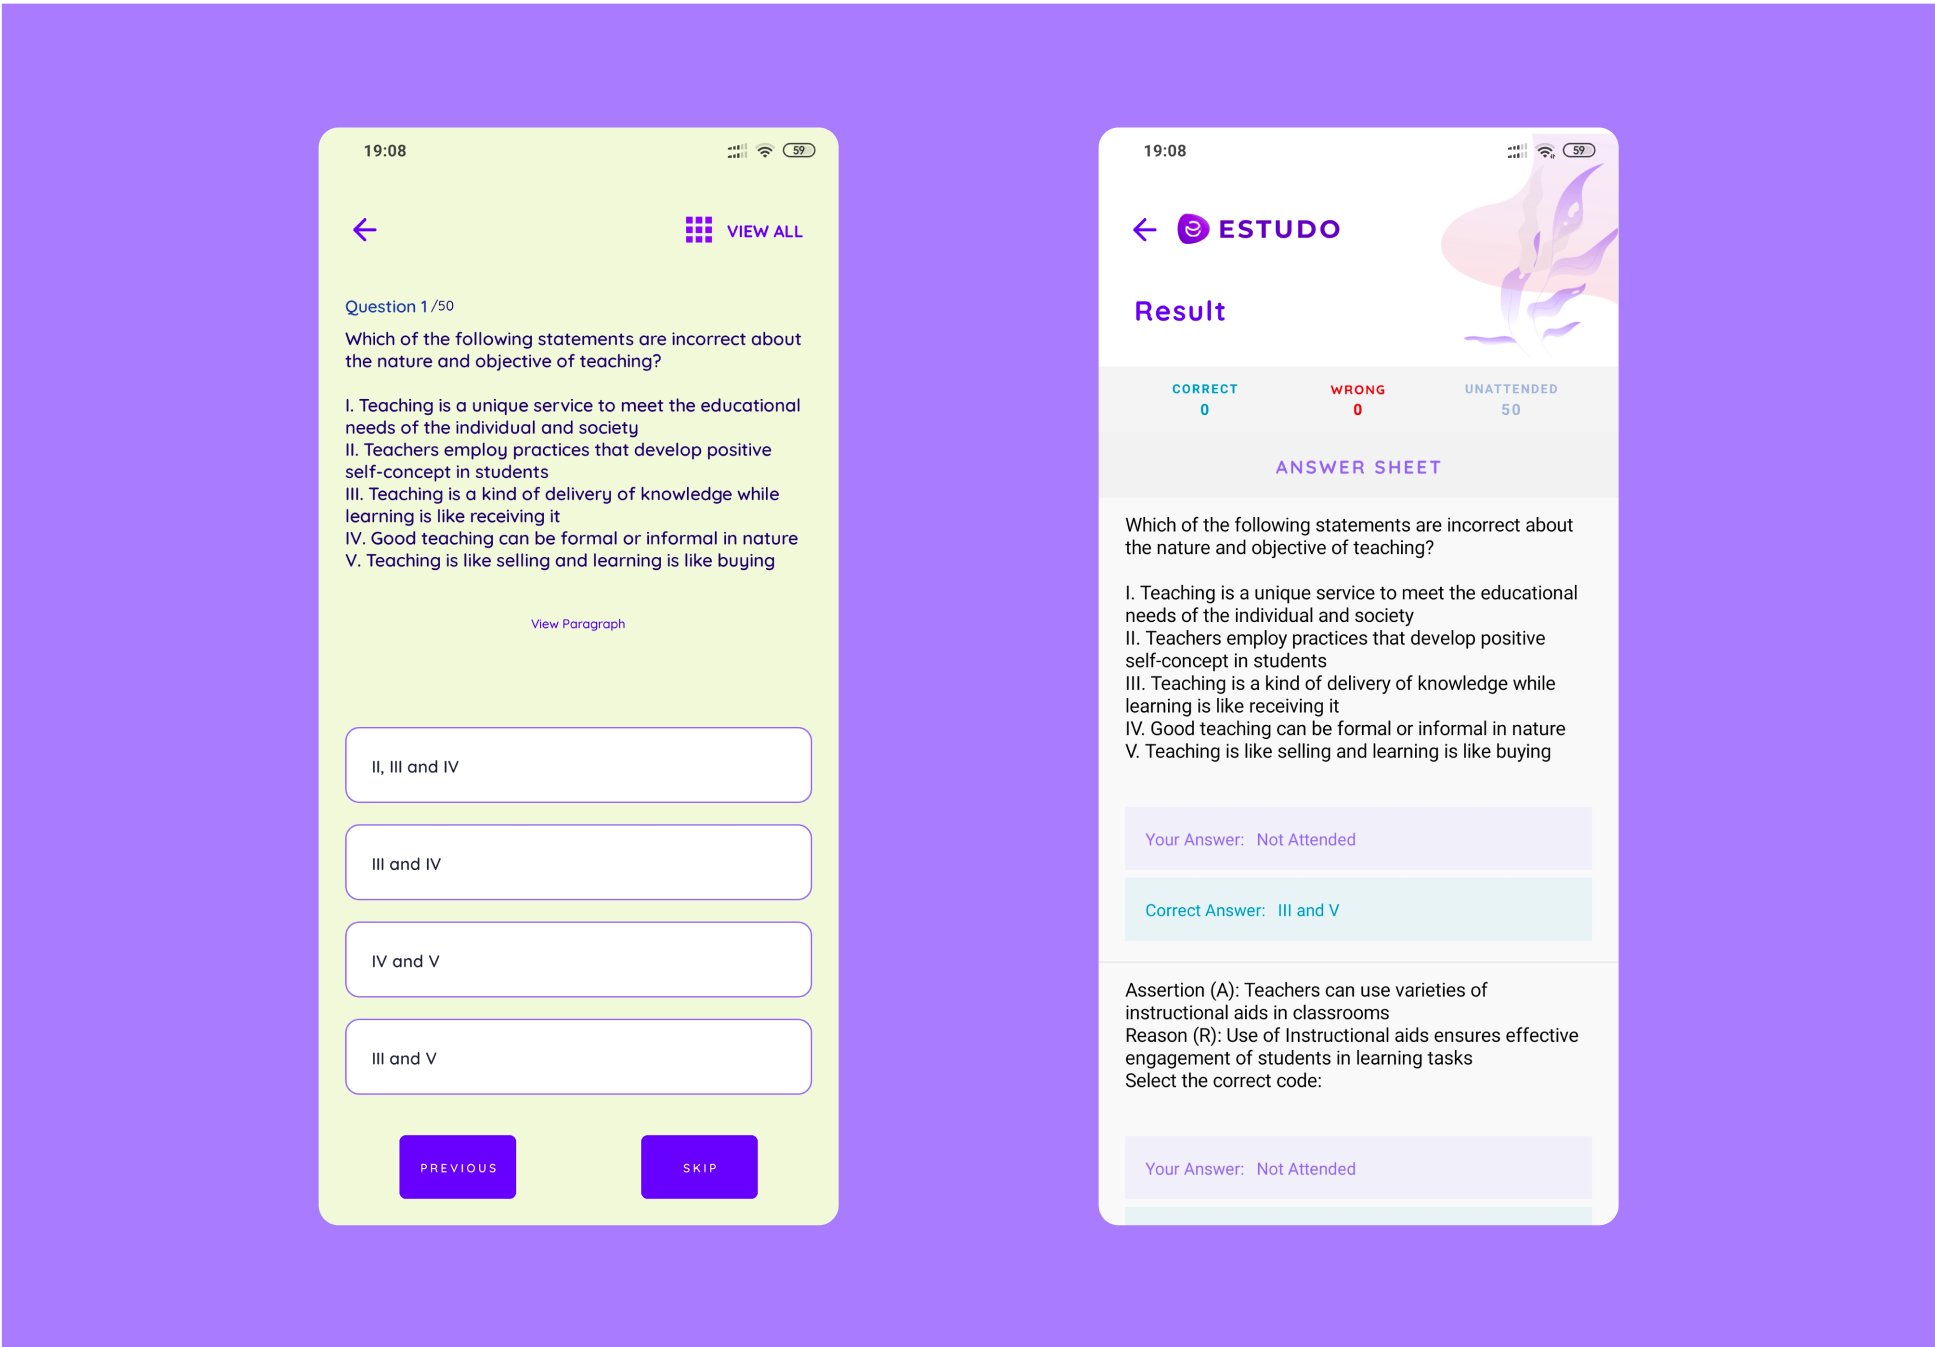 19:08
59
VIEW ALL
Question 1/50
Which of the following statements are incorrect about
the nature and objective of teaching?
I. Teaching is a unique service to meet the educational
needs of the individual and society
II. Teachers employ practices that develop positive
self-concept in students
III. Teaching is a kind of delivery of knowledge while
learning is like receiving it
IV. Good teaching can be formal or informal in nature
V. Teaching is like selling and learning is like buying
View Paragraph
II, III and IV
III and IV
IV and V
III and V
PREVIOUS
SKIP
19:08
59
ESTUDO
Result
CORRECT
0
WRONG
0
UNATTENDED
50
ANSWER SHEET
Which of the following statements are incorrect about
the nature and objective of teaching?
I. Teaching is a unique service to meet the educational
needs of the individual and society
II. Teachers employ practices that develop positive
self-concept in students
III. Teaching is a kind of delivery of knowledge while
learning is like receiving it
IV. Good teaching can be formal or informal in nature
V. Teaching is like selling and learning is like buying
Your Answer: Not Attended
Correct Answer: III and V
Assertion (A): Teachers can use varieties of
instructional aids in classrooms
Reason (R): Use of Instructional aids ensures effective
engagement of students in learning tasks
Select the correct code:
Your Answer: Not Attended